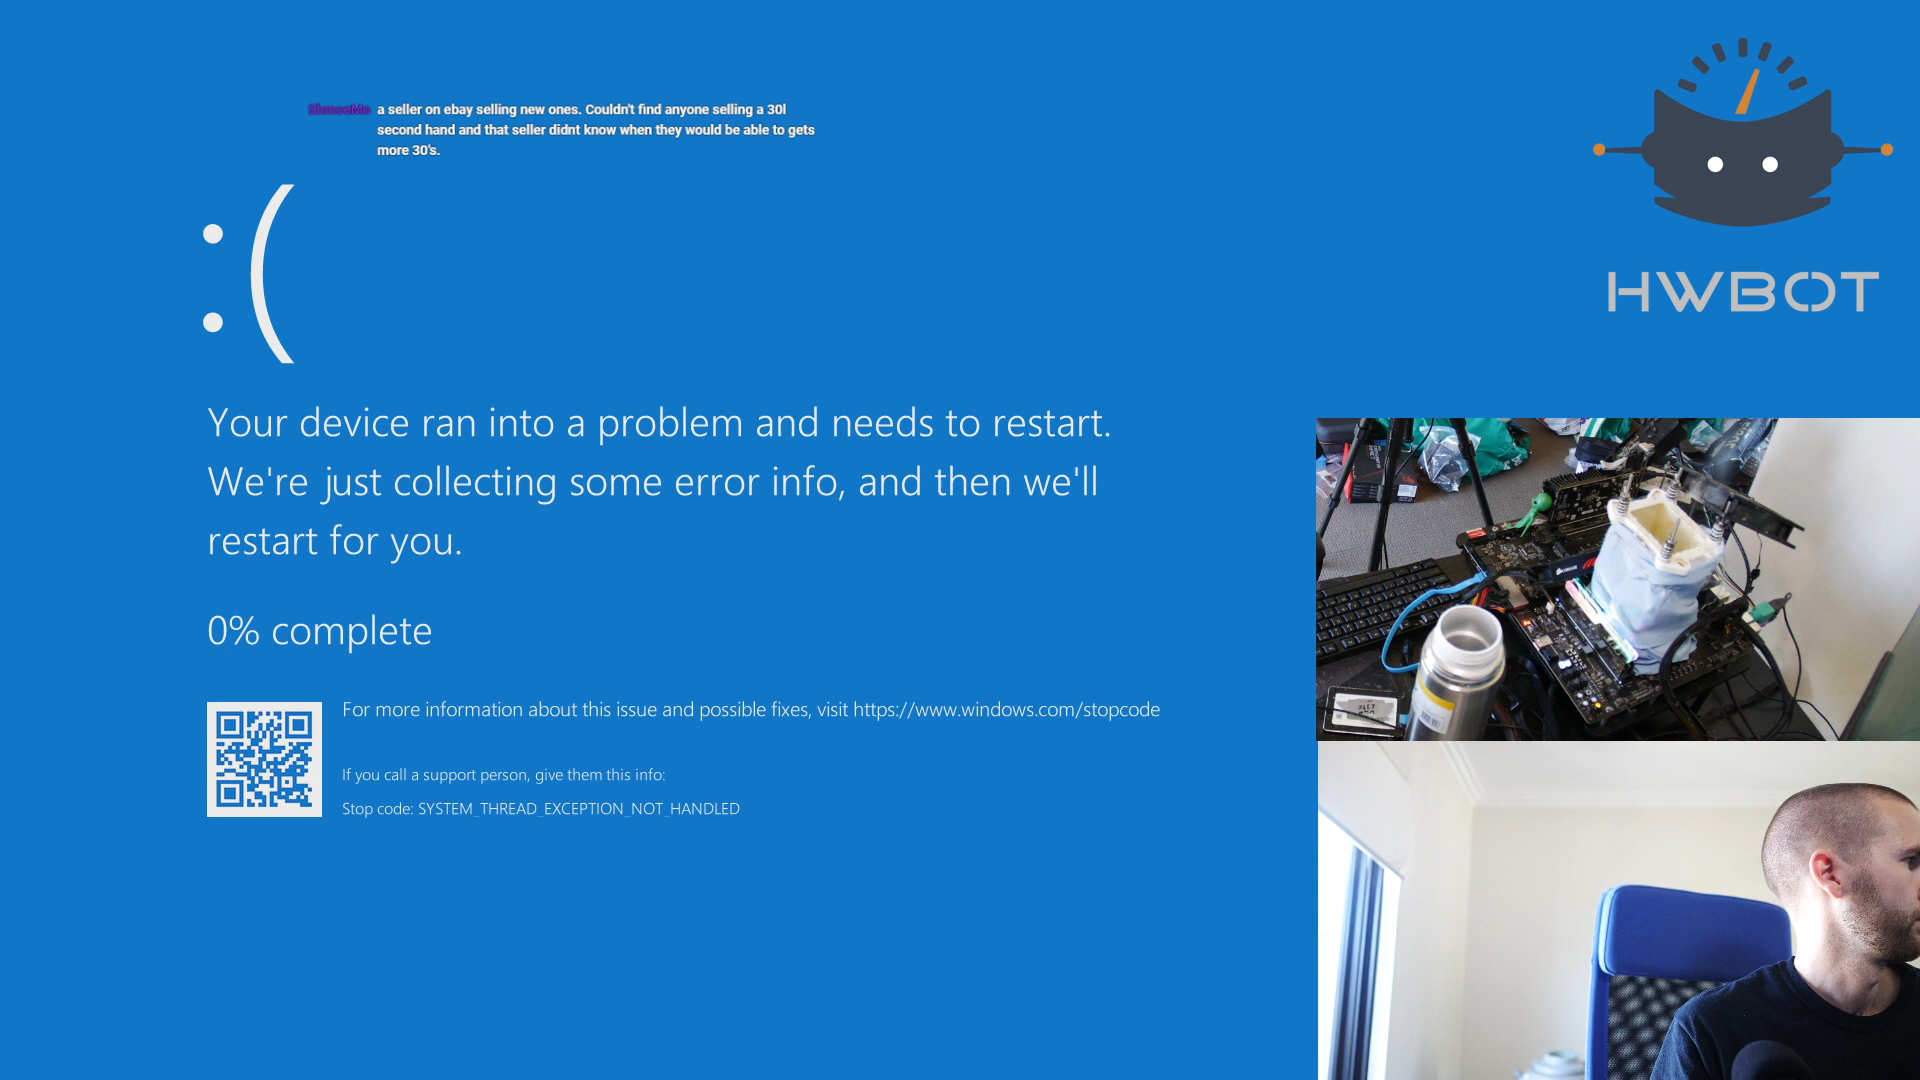 ShmeeMo a seller on ebay selling new ones. Couldn't find anyone selling a 30l
second hand and that seller didnt know when they would be able to gets
more 30's.
HWBOT
:(
Your device ran into a problem and needs to restart.
We're just collecting some error info, and then we'll
restart for you.
0% complete
For more information about this issue and possible fixes, visit https://www.windows.com/stopcode
If you call a support person, give them this info:
Stop code: SYSTEM_THREAD_EXCEPTION_NOT_HANDLED